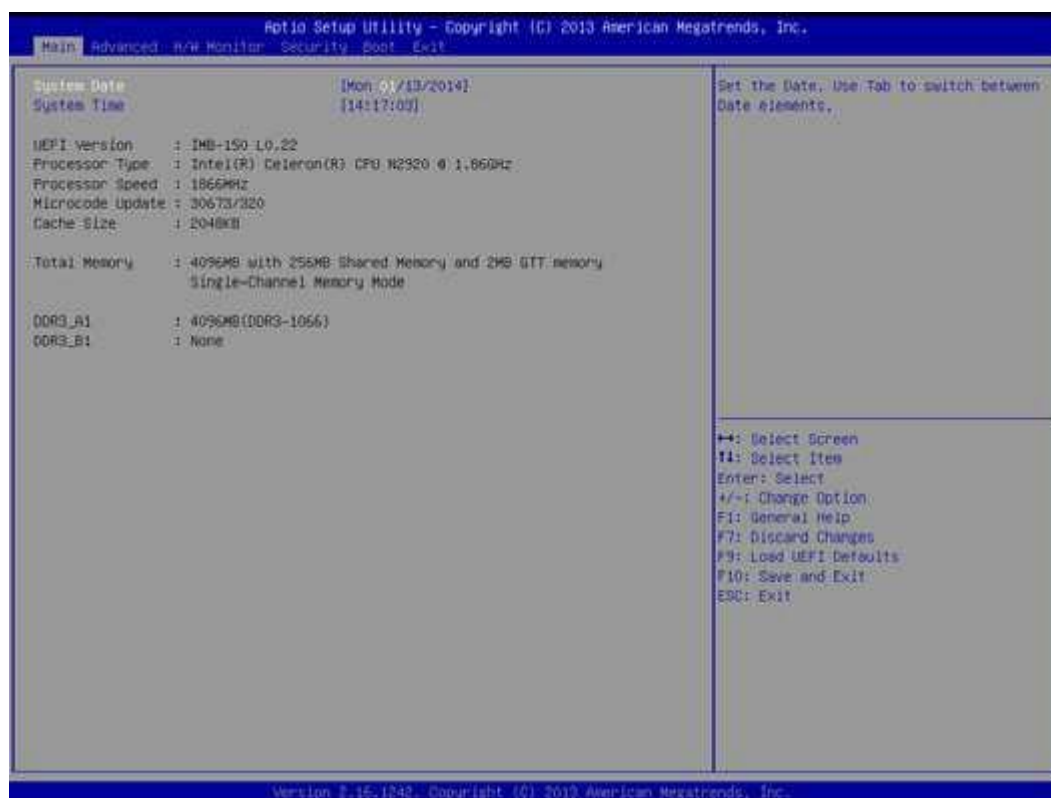 Aptio Setup Utility - Copyright (C) 2013 American Megatrends, Inc.
Main Advanced H/W Monitor Security Boot Exit
System Date [Mon 01/13/2014]
System Time [14:17:03]
UEFI Version : IMB-150 L0.22
Processor Type : Intel(R) Celeron(R) CPU N2920 @ 1.86GHz
Processor Speed : 1866MHz
Microcode Update : 30673/320
Cache Size : 2048KB
Total Memory : 4096MB with 256MB Shared Memory and 2MB GTT memory
Single-Channel Memory Mode
DDR3_A1 : 4096MB(DDR3-1066)
DDR3_B1 : None
Set the Date. Use Tab to switch between
Date elements.
↔: Select Screen
↑↓: Select Item
Enter: Select
+/-: Change Option
F1: General Help
F7: Discard Changes
F9: Load UEFI Defaults
F10: Save and Exit
ESC: Exit
Version 2.16.1242. Copyright (C) 2013 American Megatrends, Inc.